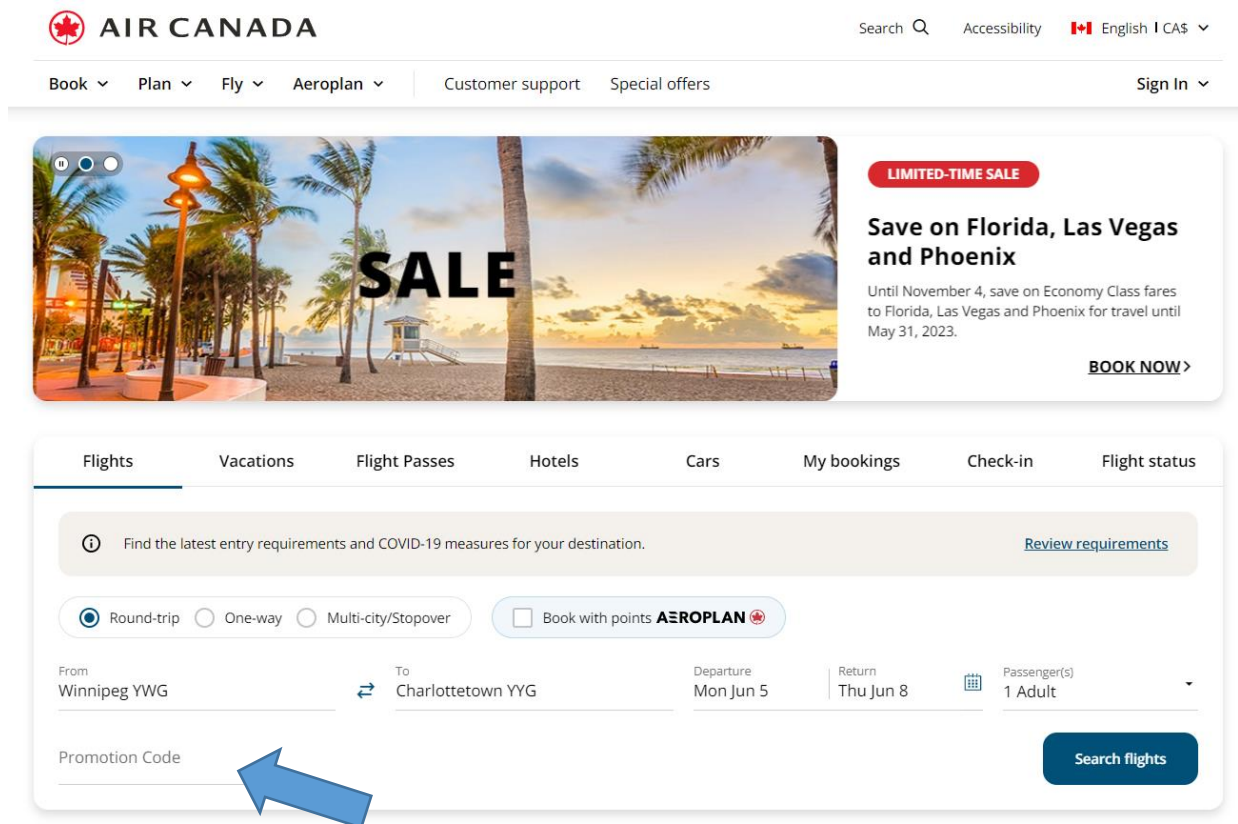 AIR CANADA
Search Accessibility English | CA$
Book Plan Fly Aeroplan Customer support Special offers Sign In
SALE
LIMITED-TIME SALE
Save on Florida, Las Vegas
and Phoenix
Until November 4, save on Economy Class fares
to Florida, Las Vegas and Phoenix for travel until
May 31, 2023.
BOOK NOW >
Flights Vacations Flight Passes Hotels Cars My bookings Check-in Flight status
Find the latest entry requirements and COVID-19 measures for your destination. Review requirements
Round-trip One-way Multi-city/Stopover Book with points AEROPLAN
From To Departure Return Passenger(s)
Winnipeg YWG Charlottetown YYG Mon Jun 5 Thu Jun 8 1 Adult
Promotion Code Search flights